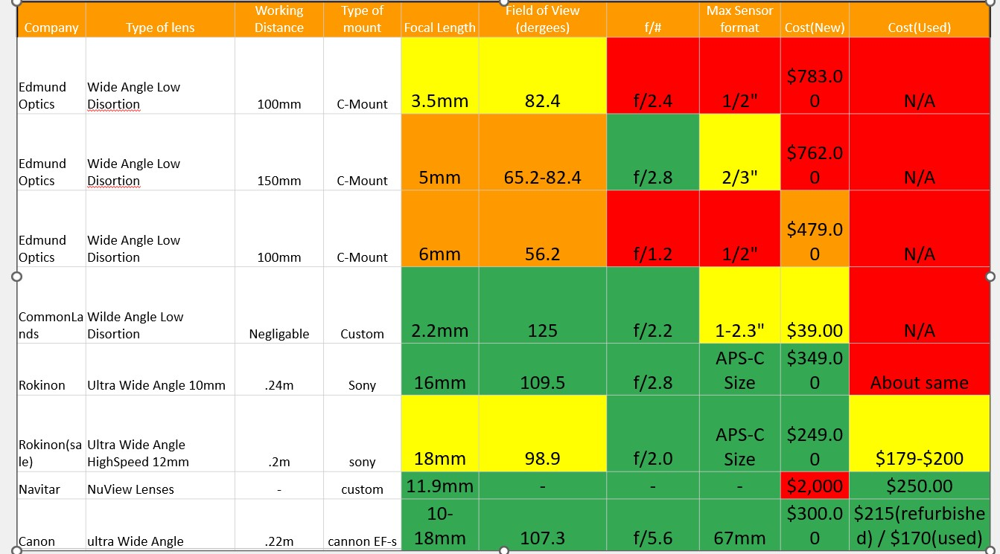 Company Type of lens Working Distance Type of mount Focal Length Field of View (dergees) f/# Max Sensor format Cost(New) Cost(Used)
Edmund Optics Wide Angle Low Disortion 100mm C-Mount 3.5mm 82.4 f/2.4 1/2" $783.00 N/A
Edmund Optics Wide Angle Low Disortion 150mm C-Mount 5mm 65.2-82.4 f/2.8 2/3" $762.00 N/A
Edmund Optics Wide Angle Low Disortion 100mm C-Mount 6mm 56.2 f/1.2 1/2" $479.00 N/A
CommonLands Wilde Angle Low Disortion Negligable Custom 2.2mm 125 f/2.2 1-2.3" $39.00 N/A
Rokinon Ultra Wide Angle 10mm .24m Sony 16mm 109.5 f/2.8 APS-C Size $349.00 About same
Rokinon(sale) Ultra Wide Angle HighSpeed 12mm .2m sony 18mm 98.9 f/2.0 APS-C Size $249.00 $179-$200
Navitar NuView Lenses - custom 11.9mm - - - $2,000 $250.00
Canon ultra Wide Angle .22m cannon EF-s 10-18mm 107.3 f/5.6 67mm $300.00 $215(refurbished) / $170(used)